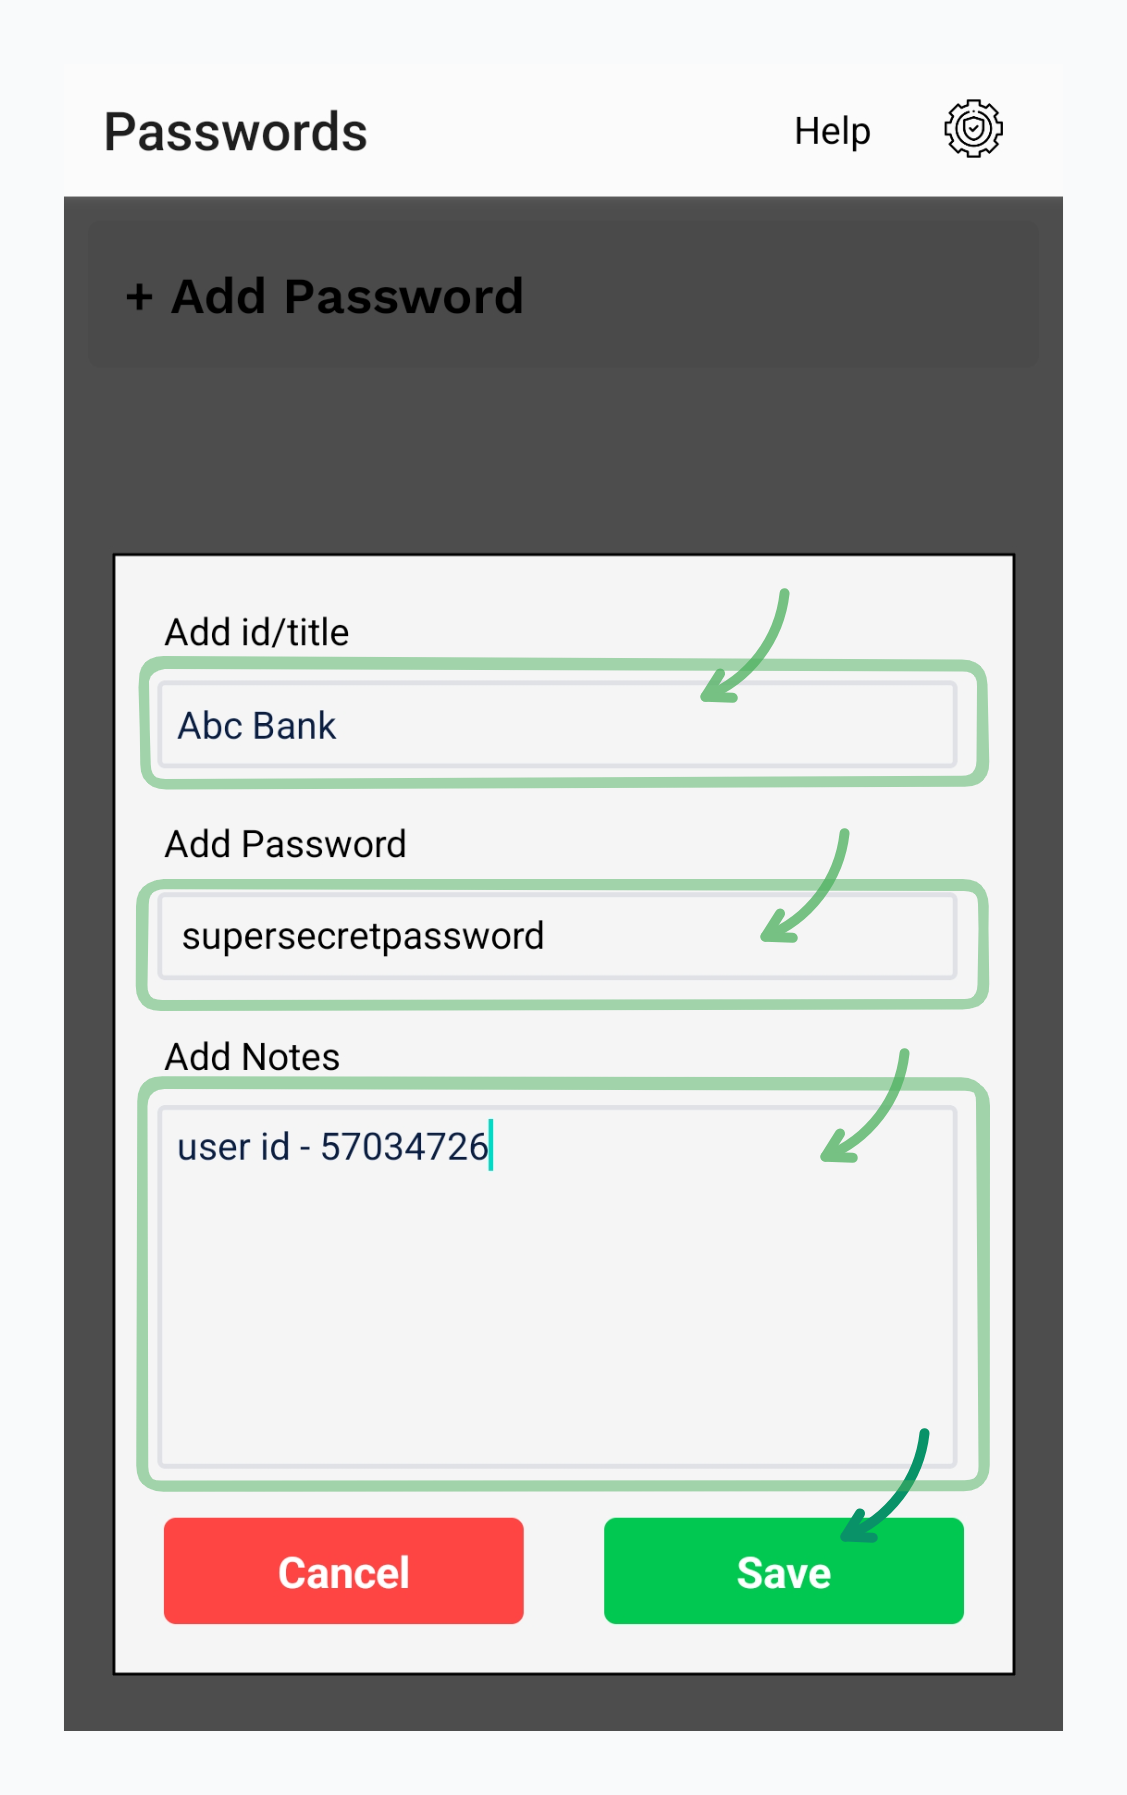 Passwords
Help
+ Add Password
Add id/title
Abc Bank
Add Password
supersecretpassword
Add Notes
user id - 57034726
Cancel
Save